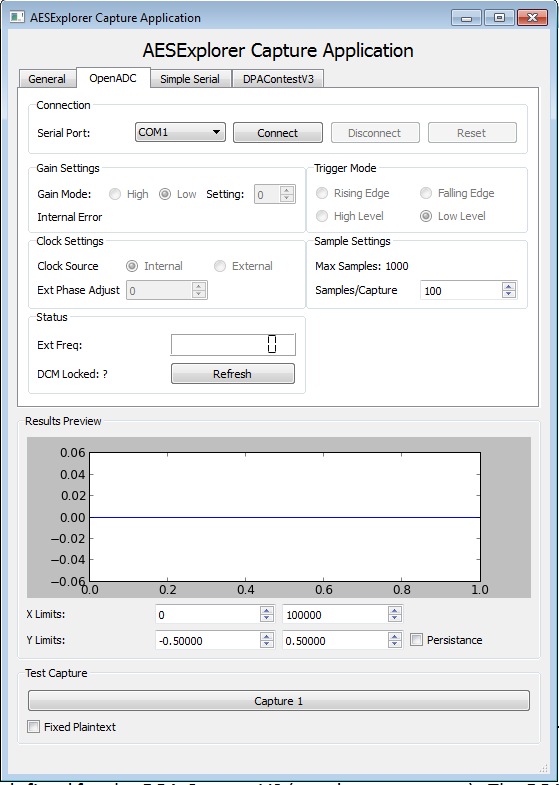 AESExplorer Capture Application
AESExplorer Capture Application
General OpenADC Simple Serial DPAContestV3
Connection
Serial Port: COM1 Connect Disconnect Reset
Gain Settings Trigger Mode
Gain Mode: High Low Setting: 0 Rising Edge Falling Edge
Internal Error High Level Low Level
Clock Settings Sample Settings
Clock Source Internal External Max Samples: 1000
Ext Phase Adjust 0 Samples/Capture 100
Status
Ext Freq: 0
DCM Locked: ? Refresh
Results Preview
0.06
0.04
0.02
0.00
−0.02
−0.04
−0.06
0.0 0.2 0.4 0.6 0.8 1.0
X Limits: 0 100000
Y Limits: -0.50000 0.50000 Persistance
Test Capture
Capture 1
Fixed Plaintext